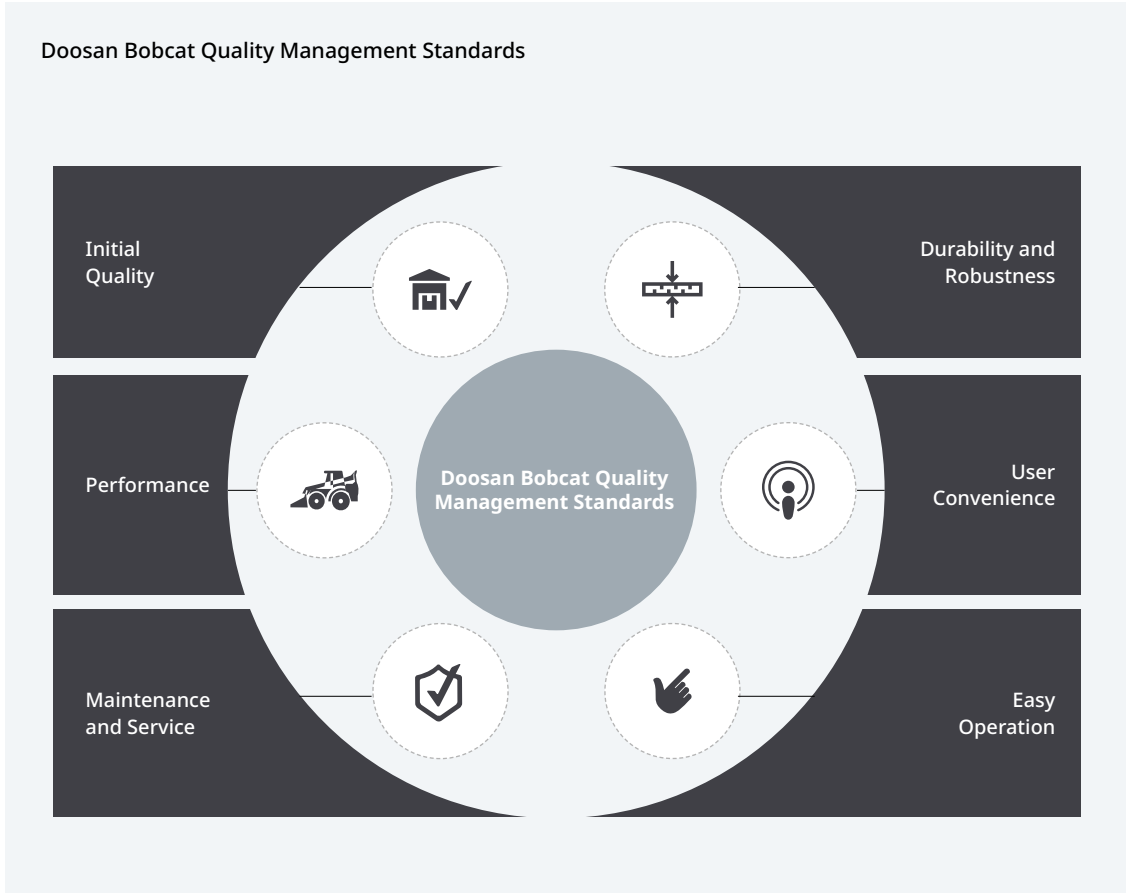 Doosan Bobcat Quality Management Standards
Initial
Quality
Durability and
Robustness
Performance
Doosan Bobcat Quality
Management Standards
User
Convenience
Maintenance
and Service
Easy
Operation